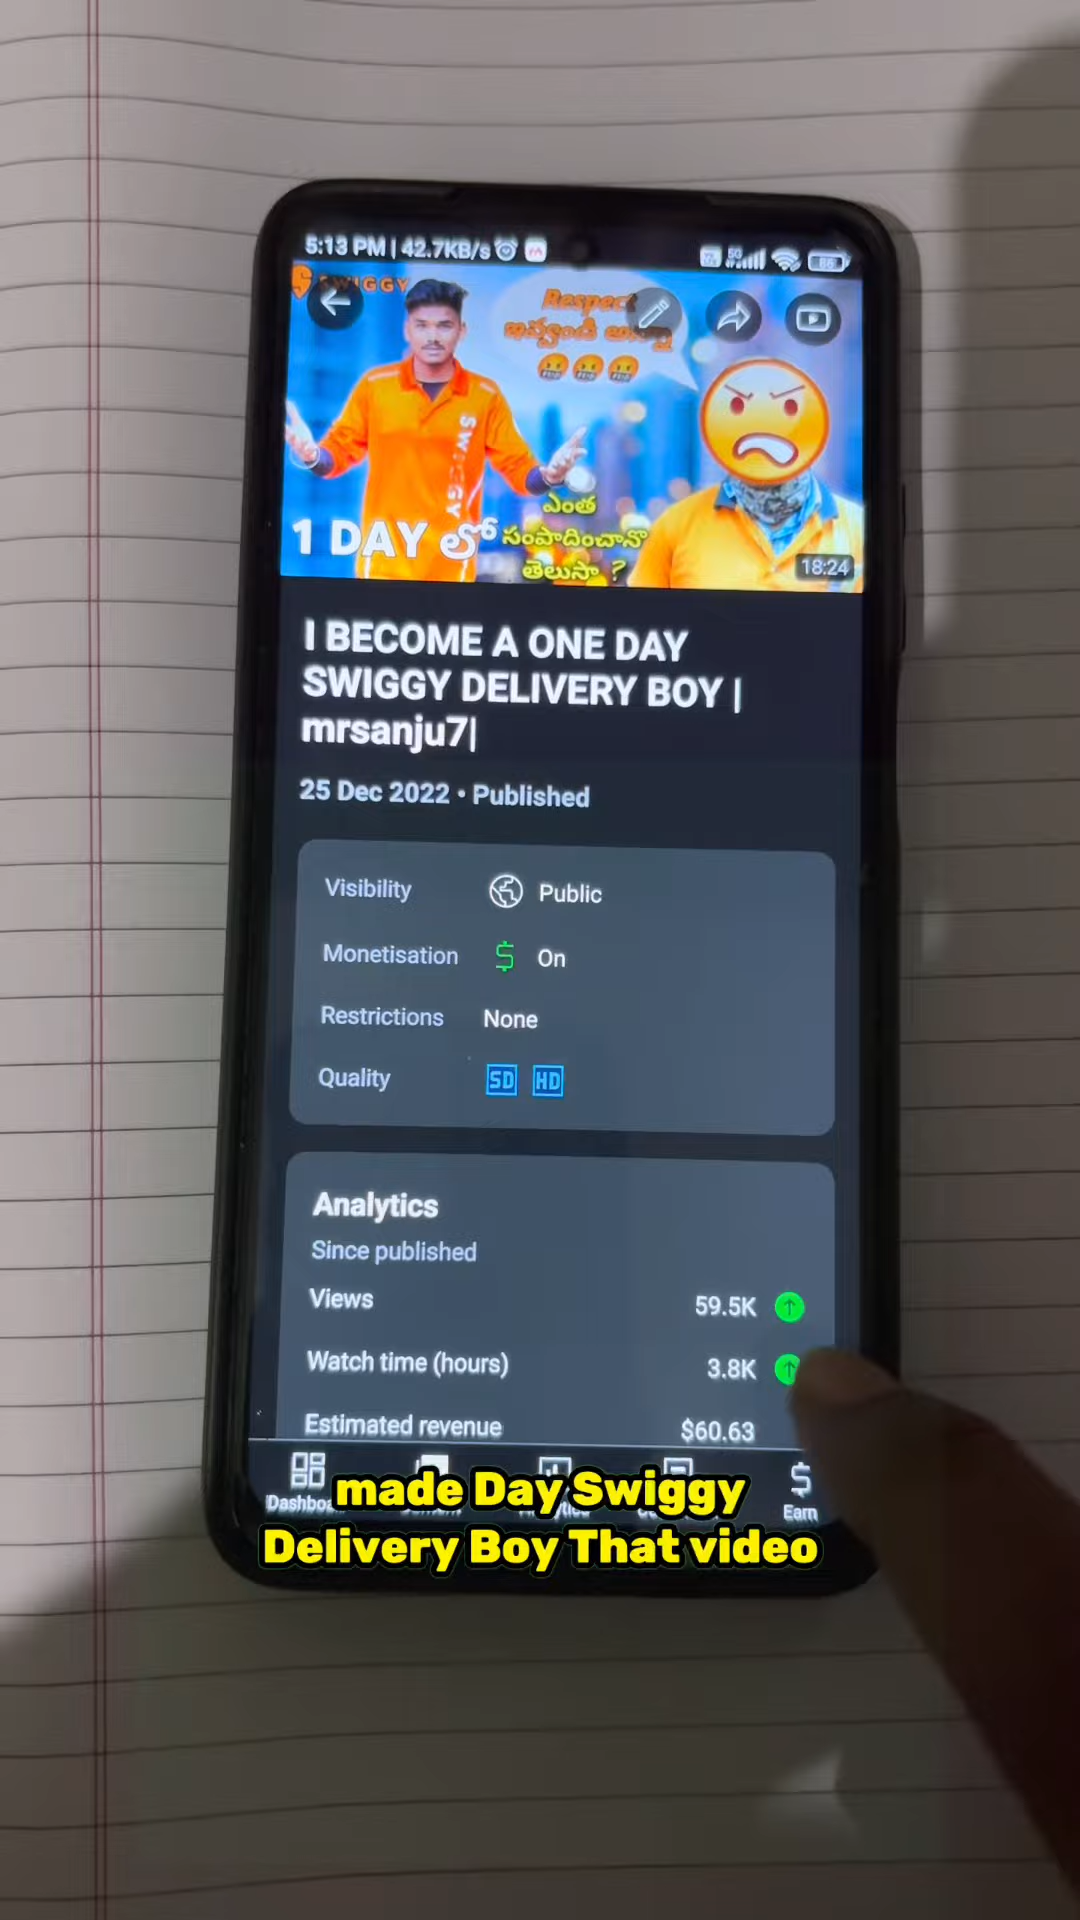 5:13 PM | 42.7KB/s
SWIGGY
Respect
ఇవ్వండి
SWIGGY
1 DAY లో
ఎంత
సంపాదించానో
తెలుసా ?
18:24
I BECOME A ONE DAY
SWIGGY DELIVERY BOY |
mrsanju7|
25 Dec 2022 • Published
Visibility Public
Monetisation On
Restrictions None
Quality SD HD
Analytics
Since published
Views 59.5K
Watch time (hours) 3.8K
Estimated revenue $60.63
Earn
made Day Swiggy
Delivery Boy That video